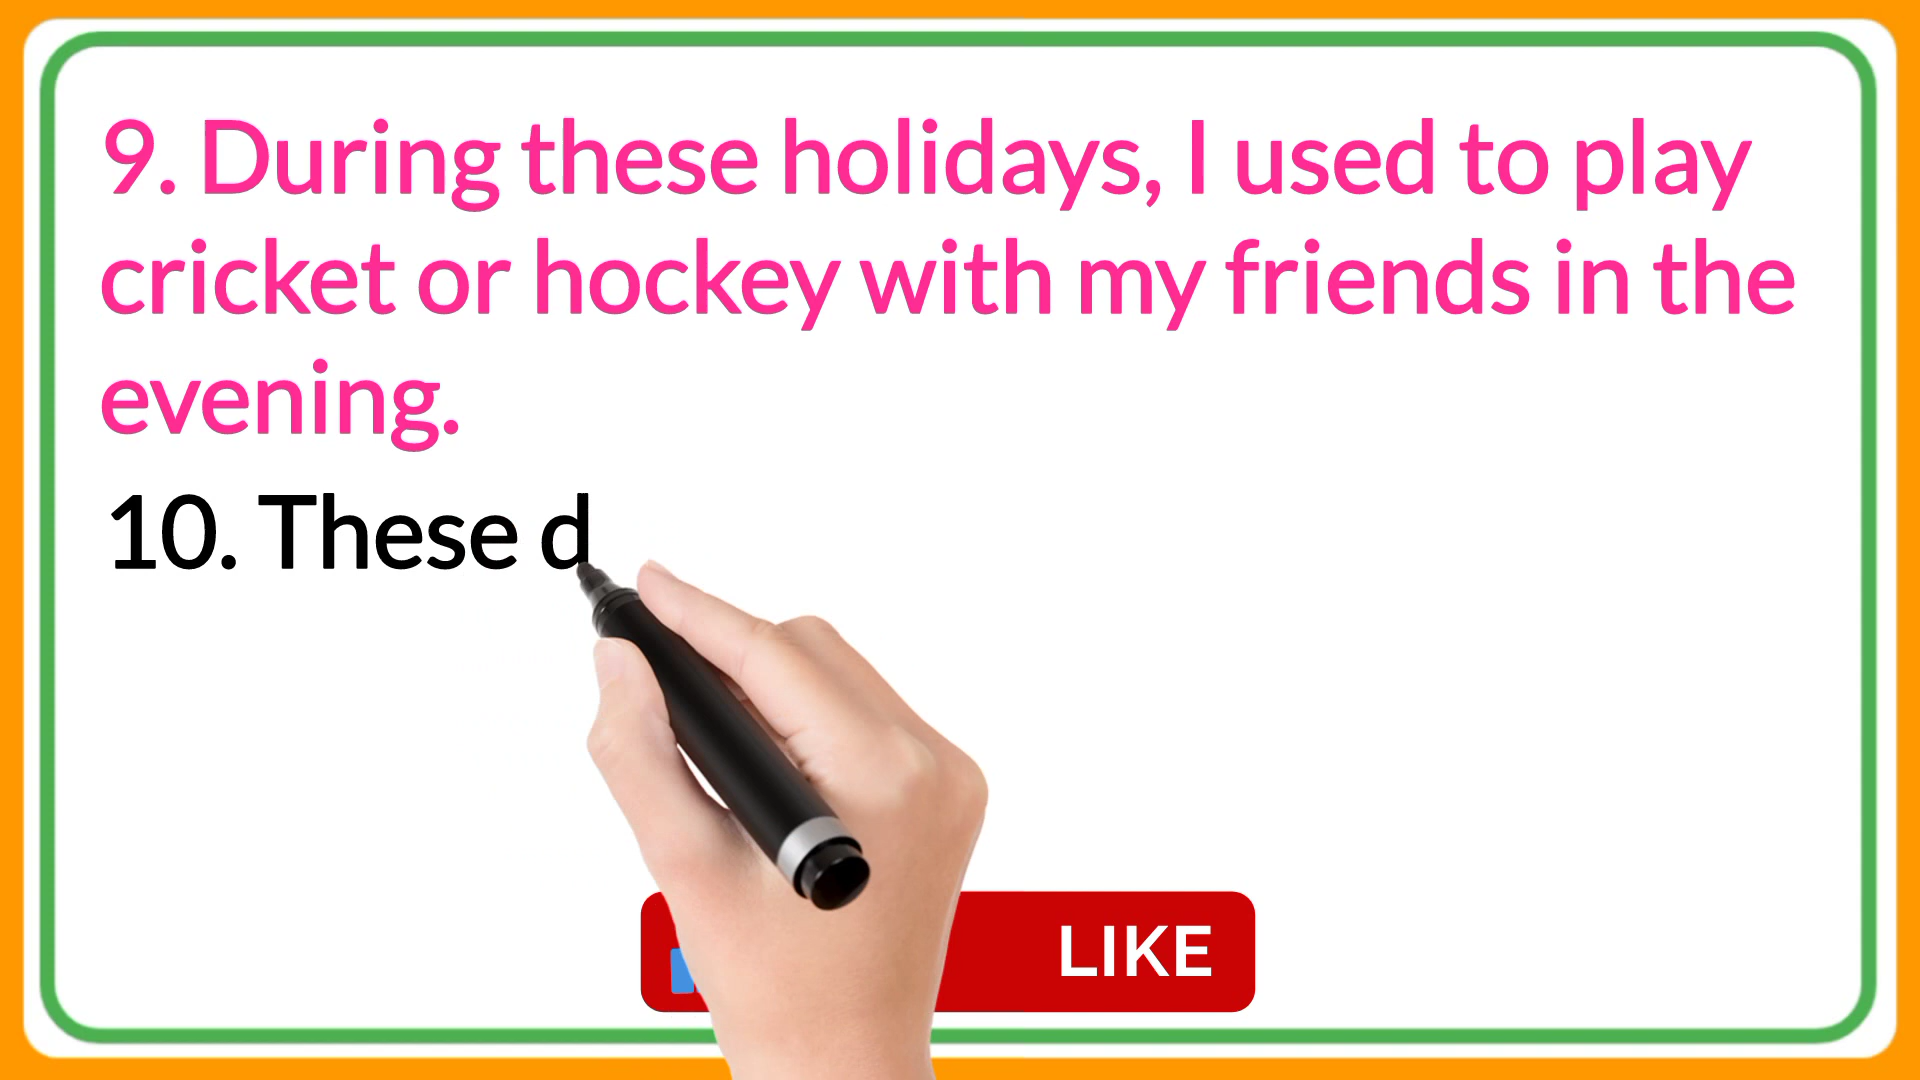 9. During these holidays, I used to play
cricket or hockey with my friends in the
evening.
10. These d
LIKE